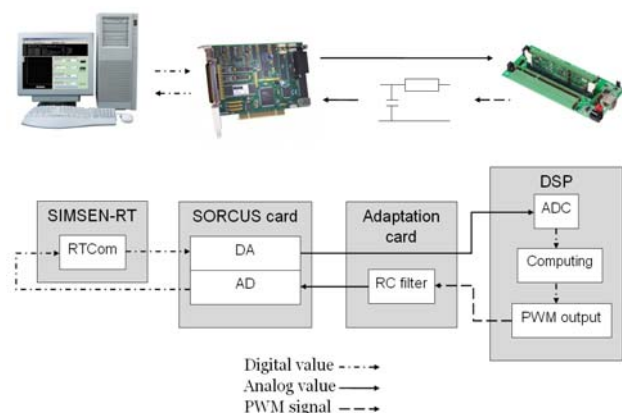 DSP
SIMSEN-RT
SORCUS card
Adaptation
card
ADC
RTCom
DA
AD
RC filter
Computing
PWM output
Digital value
Analog value
PWM signal